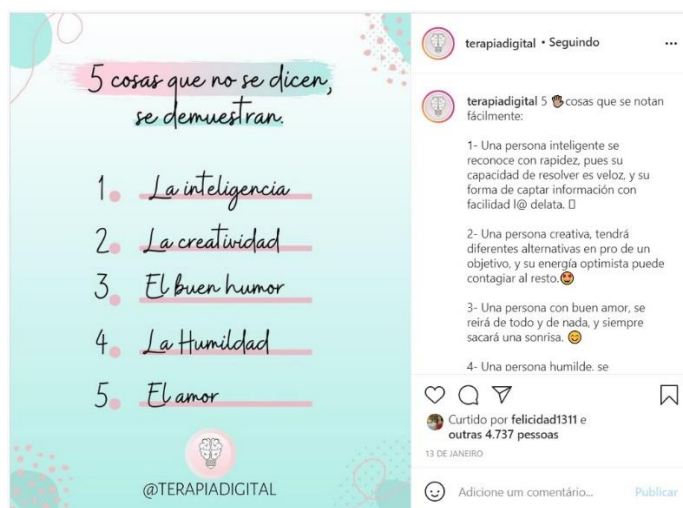 5 cosas que no se dicen,
se demuestran.
1. La inteligencia
2. La creatividad
3. El buen humor
4. La Humildad
5. El amor
@TERAPIADIGITAL
terapiadigital • Seguindo
terapiadigital 5 🖐🏽cosas que se notan
fácilmente:
1- Una persona inteligente se
reconoce con rapidez, pues su
capacidad de resolver es veloz, y su
forma de captar información con
facilidad l@ delata.
2- Una persona creativa, tendrá
diferentes alternativas en pro de un
objetivo, y su energía optimista puede
contagiar al resto.🤩
3- Una persona con buen amor, se
reirá de todo y de nada, y siempre
sacará una sonrisa. 😊
4- Una persona humilde, se
Curtido por felicidad1311 e
outras 4.737 pessoas
13 DE JANEIRO
Adicione um comentário...
Publicar